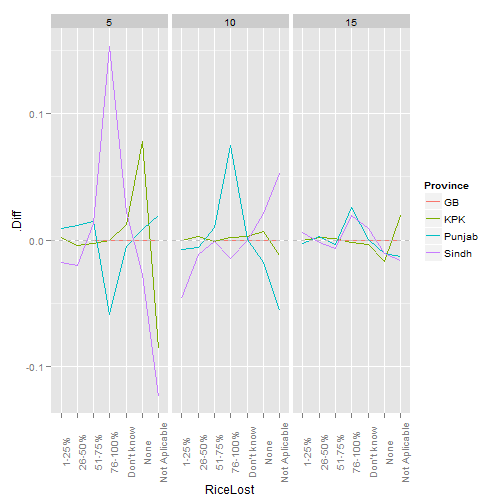 5 10 15
0.1
0.0
-0.1
Diff
1-25%
26-50%
51-75%
76-100%
Don't know
None
Not Aplicable
1-25%
26-50%
51-75%
76-100%
Don't know
None
Not Aplicable
1-25%
26-50%
51-75%
76-100%
Don't know
None
Not Aplicable
RiceLost
Province
GB
KPK
Punjab
Sindh